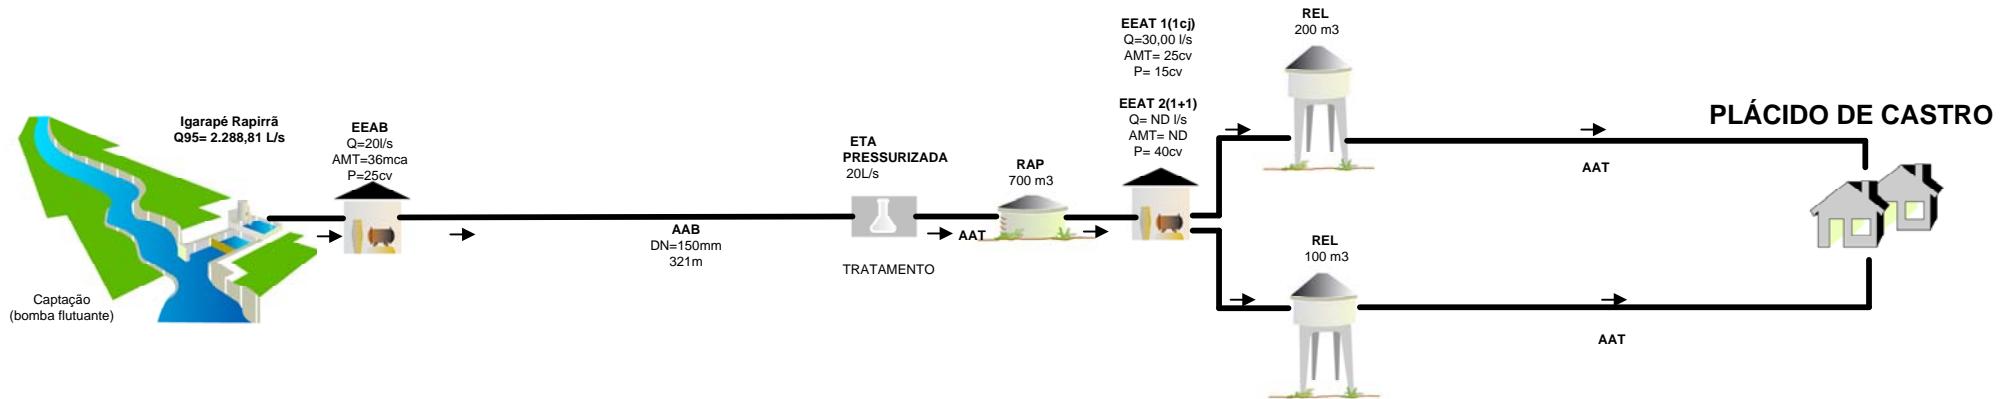 Igarapé Rapirrã
Q95= 2.288,81 L/s
Captação
(bomba flutuante)
EEAB
Q=20l/s
AMT=36mca
P=25cv
AAB
DN=150mm
321m
ETA
PRESSURIZADA
20L/s
TRATAMENTO
AAT
RAP
700 m3
EEAT 1(1cj)
Q=30,00 l/s
AMT= 25cv
P= 15cv
EEAT 2(1+1)
Q= ND l/s
AMT= ND
P= 40cv
REL
200 m3
REL
100 m3
AAT
AAT
PLÁCIDO DE CASTRO